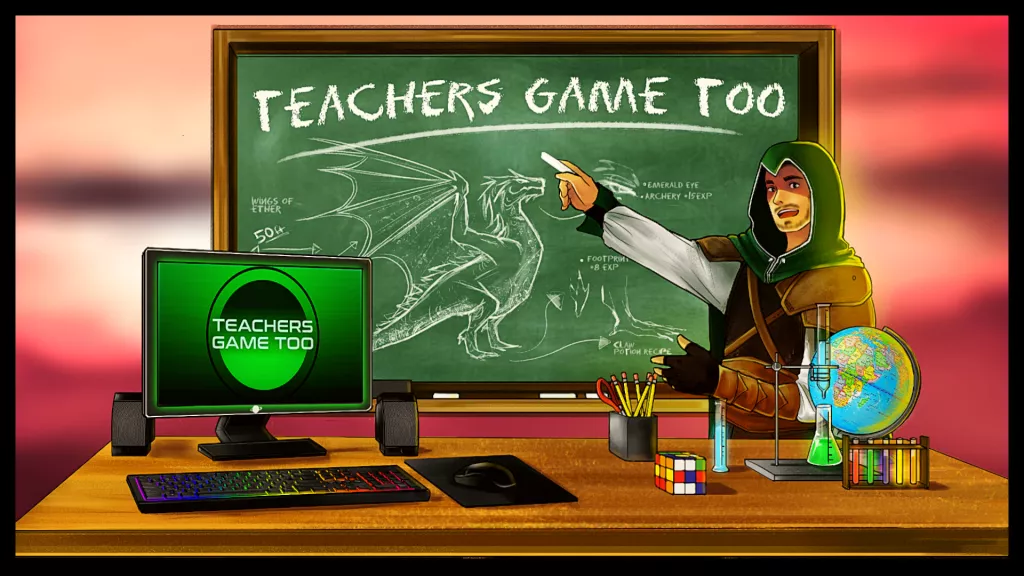 TEACHERS GAME TOO
WINGS OF
ETHER
50ft
• EMERALD EYE
• ARCHERY +15EXP
• FOOTPRINT
+8 EXP
CLAW
POTION RECIPE
TEACHERS
GAME TOO